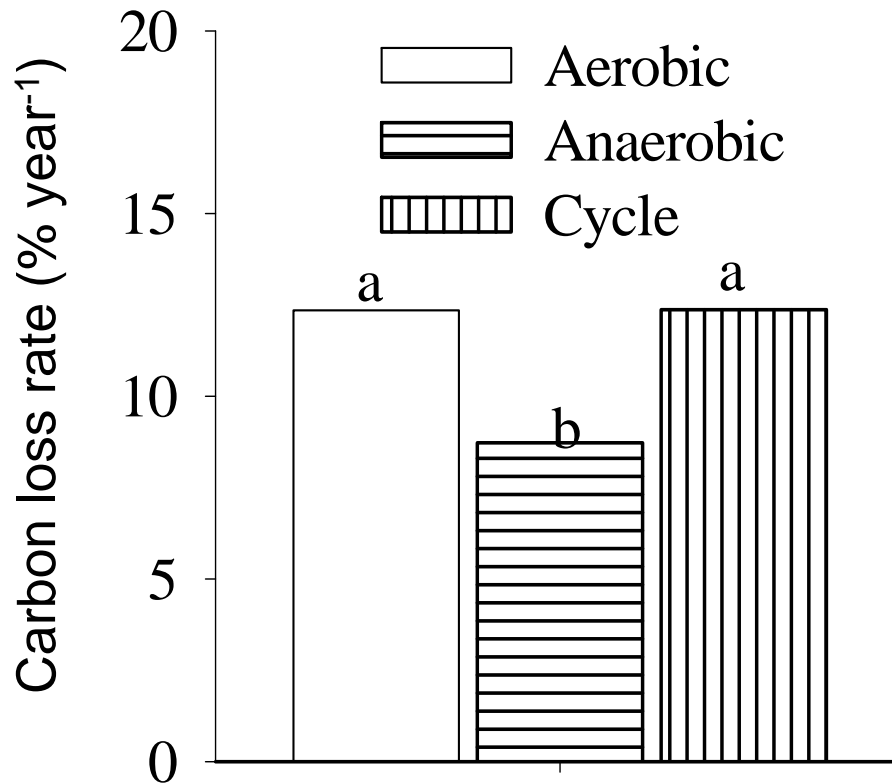 Carbon loss rate (% year-1)
20
15
10
5
0
Aerobic
Anaerobic
Cycle
a
b
a